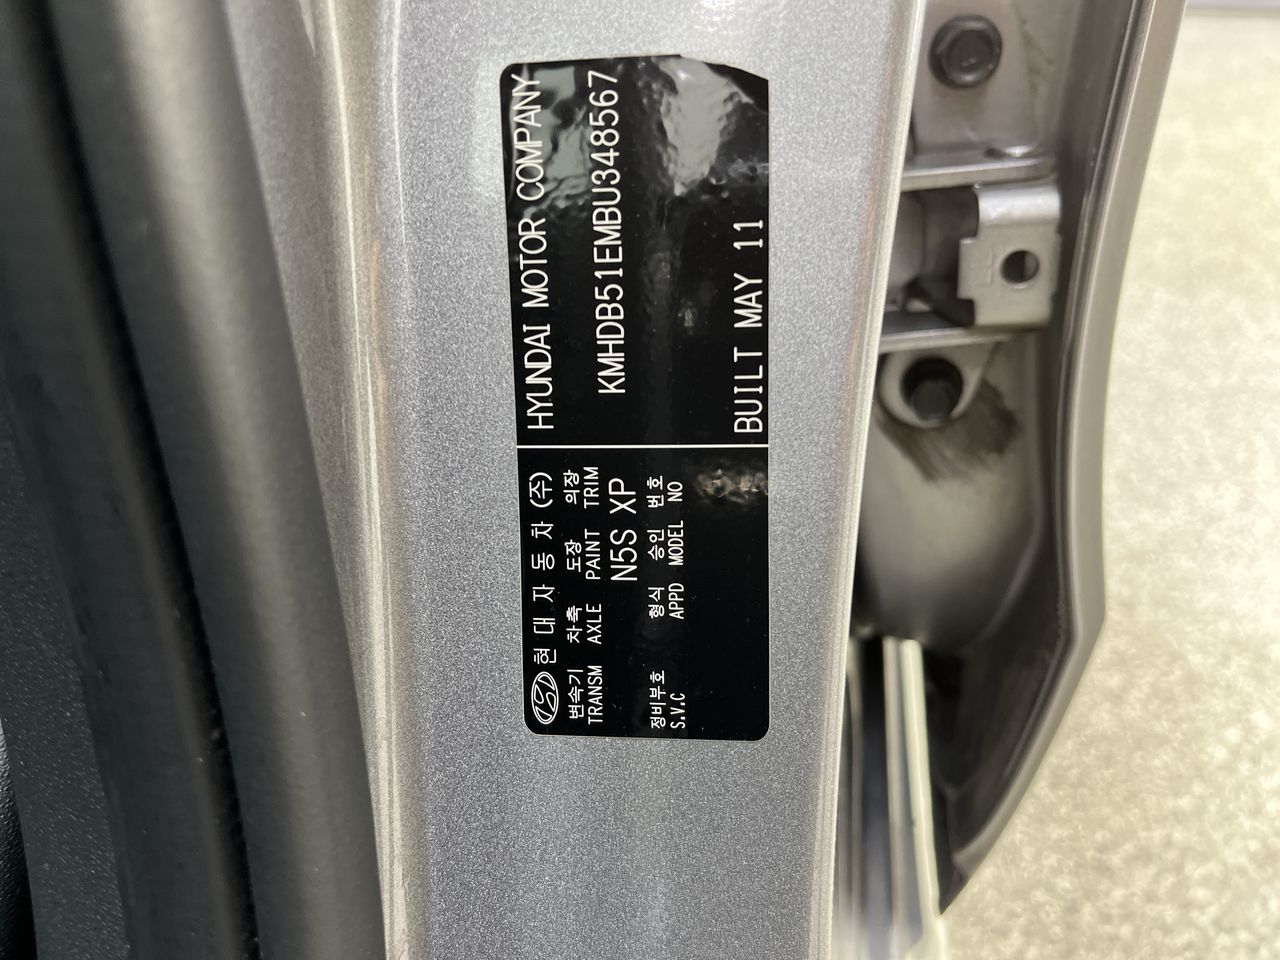 현대자동차(주)
변속기 차축 도장 의장
TRANSM AXLE PAINT TRIM
N5S XP
정비부호 형식 승인 번호
S.V.C APPD MODEL NO
HYUNDAI MOTOR COMPANY
KMHDB51EMBU348567
BUILT MAY 11